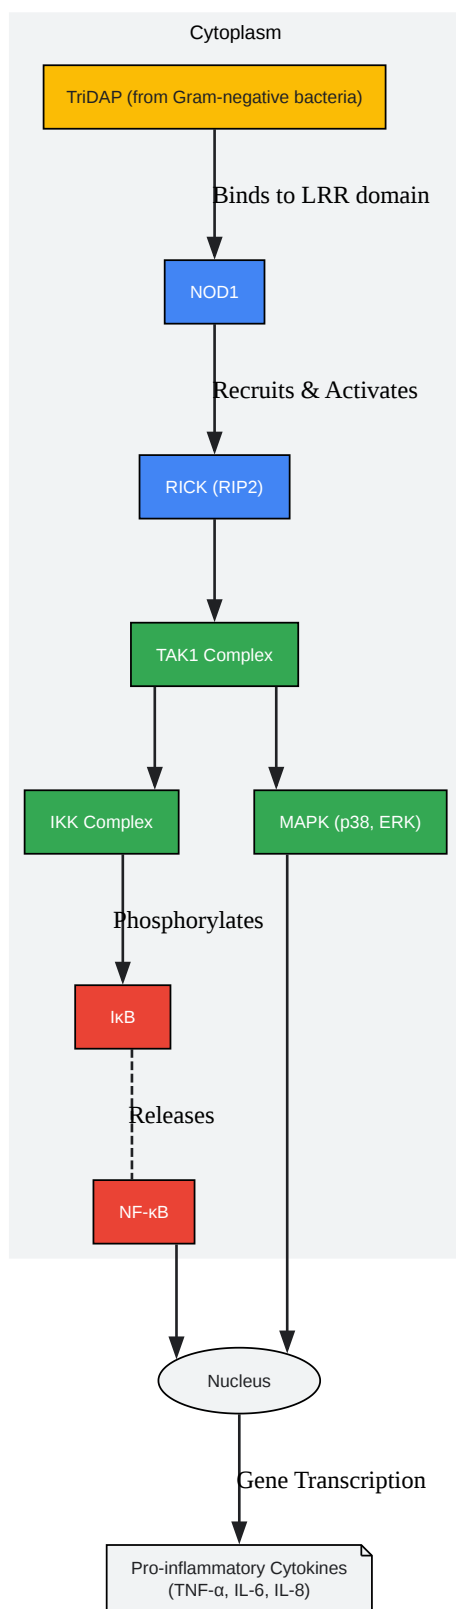 Cytoplasm
TriDAP (from Gram-negative bacteria)
Binds to LRR domain
NOD1
Recruits & Activates
RICK (RIP2)
TAK1 Complex
IKK Complex
MAPK (p38, ERK)
Phosphorylates
IκB
Releases
NF-κB
Nucleus
Gene Transcription
Pro-inflammatory Cytokines
(TNF-α, IL-6, IL-8)